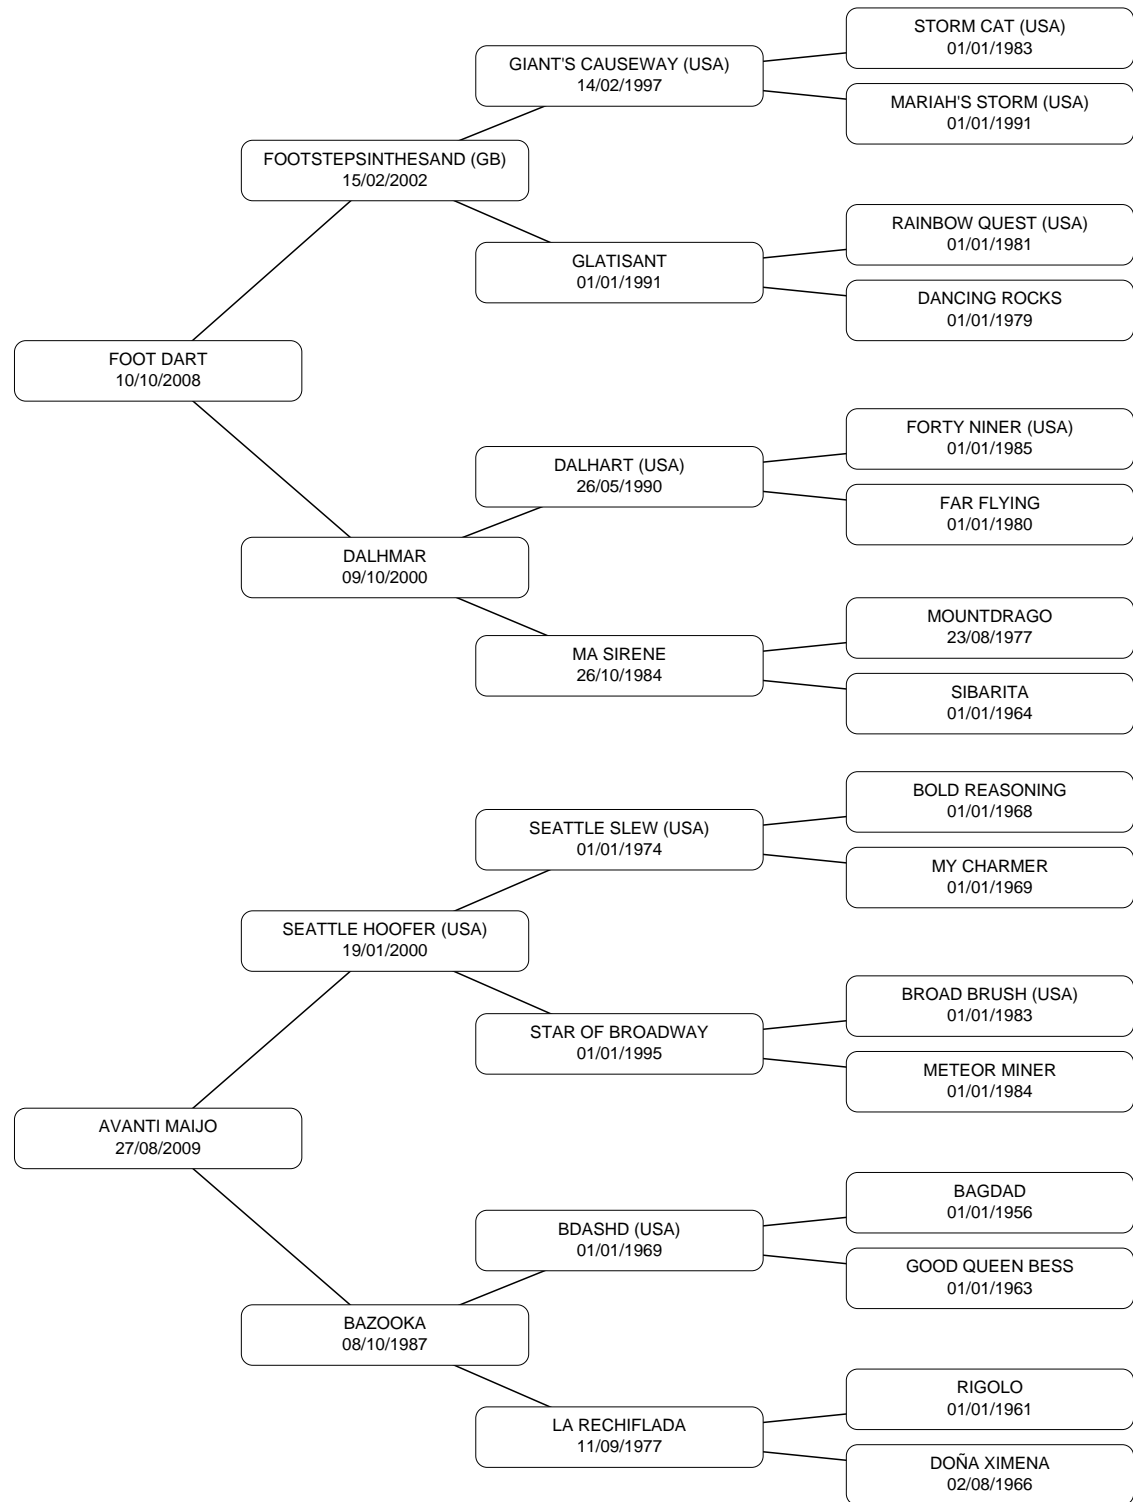 STORM CAT (USA)
01/01/1983
GIANT'S CAUSEWAY (USA)
14/02/1997
MARIAH'S STORM (USA)
01/01/1991
FOOTSTEPSINTHESAND (GB)
15/02/2002
RAINBOW QUEST (USA)
01/01/1981
GLATISANT
01/01/1991
DANCING ROCKS
01/01/1979
FOOT DART
10/10/2008
FORTY NINER (USA)
01/01/1985
DALHART (USA)
26/05/1990
FAR FLYING
01/01/1980
DALHMAR
09/10/2000
MOUNTDRAGO
23/08/1977
MA SIRENE
26/10/1984
SIBARITA
01/01/1964
BOLD REASONING
01/01/1968
SEATTLE SLEW (USA)
01/01/1974
MY CHARMER
01/01/1969
SEATTLE HOOFER (USA)
19/01/2000
BROAD BRUSH (USA)
01/01/1983
STAR OF BROADWAY
01/01/1995
METEOR MINER
01/01/1984
AVANTI MAIJO
27/08/2009
BAGDAD
01/01/1956
BDASHD (USA)
01/01/1969
GOOD QUEEN BESS
01/01/1963
BAZOOKA
08/10/1987
RIGOLO
01/01/1961
LA RECHIFLADA
11/09/1977
DOÑA XIMENA
02/08/1966